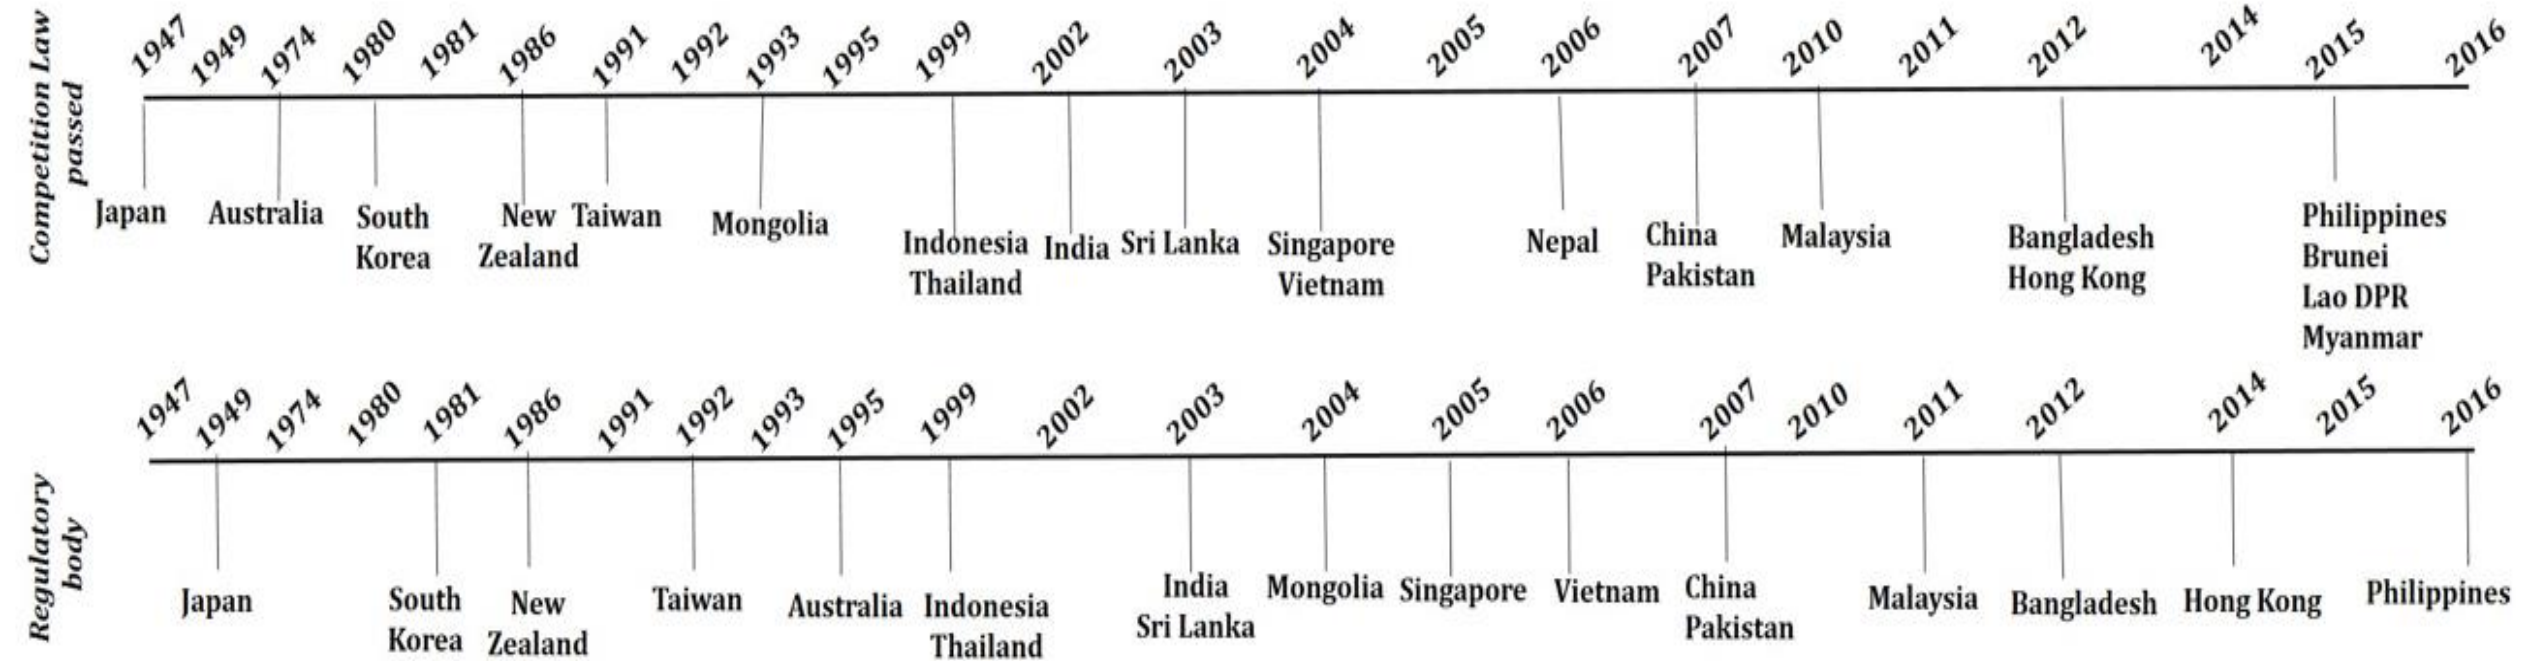 Competition Law
passed
1947 1949 1974 1980 1981 1986 1991 1992 1993 1995 1999 2002 2003 2004 2005 2006 2007 2010 2011 2012 2014 2015 2016
Japan
Australia
South
Korea
New
Zealand
Taiwan
Mongolia
Indonesia
Thailand
India
Sri Lanka
Singapore
Vietnam
Nepal
China
Pakistan
Malaysia
Bangladesh
Hong Kong
Philippines
Brunei
Lao DPR
Myanmar
Regulatory
body
1947 1949 1974 1980 1981 1986 1991 1992 1993 1995 1999 2002 2003 2004 2005 2006 2007 2010 2011 2012 2014 2015 2016
Japan
South
Korea
New
Zealand
Taiwan
Australia
Indonesia
Thailand
India
Sri Lanka
Mongolia
Singapore
Vietnam
China
Pakistan
Malaysia
Bangladesh
Hong Kong
Philippines